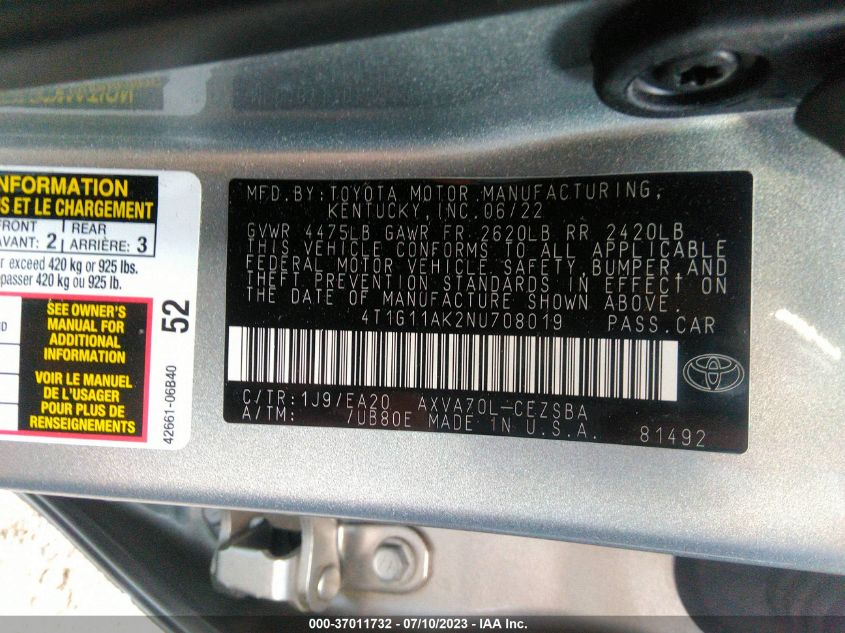 INFORMATION
US ET LE CHARGEMENT
FRONT
AVANT: 2
REAR
ARRIÈRE: 3
exceed 420 kg or 925 lbs.
passer 420 kg ou 925 lb.
SEE OWNER'S
MANUAL FOR
ADDITIONAL
INFORMATION
VOIR LE MANUEL
DE L'USAGER
POUR PLUS DE
RENSEIGNEMENTS
52
42661-06B40
MFD. BY: TOYOTA MOTOR MANUFACTURING,
KENTUCKY, INC. 06/22
GVWR 4475LB GAWR FR 2620LB RR 2420LB
THIS VEHICLE CONFORMS TO ALL APPLICABLE
FEDERAL MOTOR VEHICLE SAFETY, BUMPER, AND
THEFT PREVENTION STANDARDS IN EFFECT ON
THE DATE OF MANUFACTURE SHOWN ABOVE.
4T1G11AK2NU708019 PASS. CAR
C/TR: 1J9/EA20 AXVA70L-CEZSBA
A/TM: 7UB80E MADE IN U.S.A. 81492
000-37011732 - 07/10/2023 - IAA Inc.